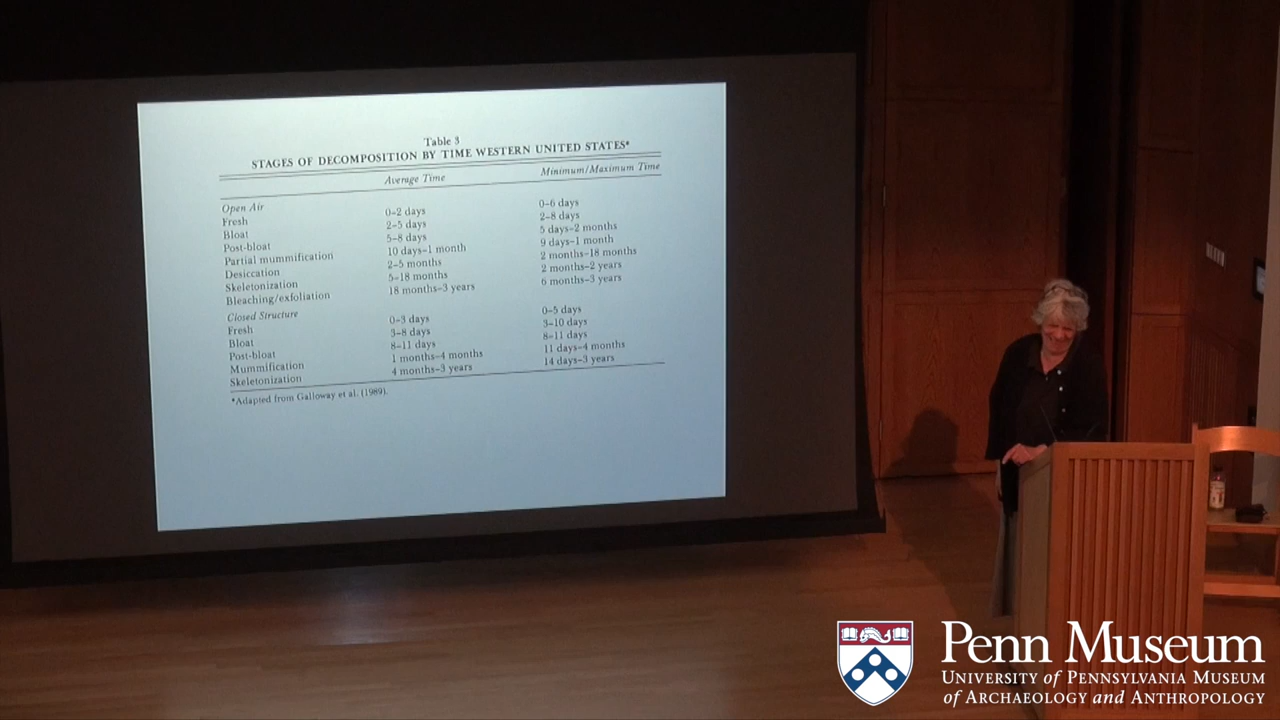 Table 3
STAGES OF DECOMPOSITION BY TIME WESTERN UNITED STATES*
Average Time Minimum/Maximum Time
Open Air
Fresh 0–2 days 0–6 days
Bloat 2–5 days 2–8 days
Post-bloat 5–8 days 5 days–2 months
Partial mummification 10 days–1 month 9 days–1 month
Desiccation 2–5 months 2 months–18 months
Skeletonization 5–18 months 2 months–2 years
Bleaching/exfoliation 18 months–3 years 6 months–3 years
Closed Structure
Fresh 0–3 days 0–5 days
Bloat 3–8 days 3–10 days
Post-bloat 8–11 days 8–11 days
Mummification 1 months–4 months 11 days–4 months
Skeletonization 4 months–3 years 14 days–3 years
*Adapted from Galloway et al. (1989).
Penn Museum
UNIVERSITY of PENNSYLVANIA MUSEUM
of ARCHAEOLOGY and ANTHROPOLOGY